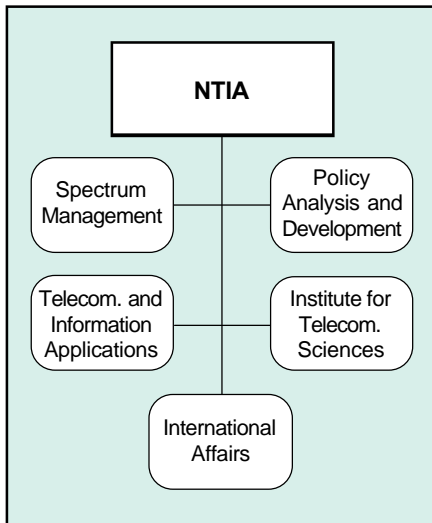 NTIA
Spectrum
Management
Policy
Analysis and
Development
Telecom. and
Information
Applications
Institute for
Telecom.
Sciences
International
Affairs